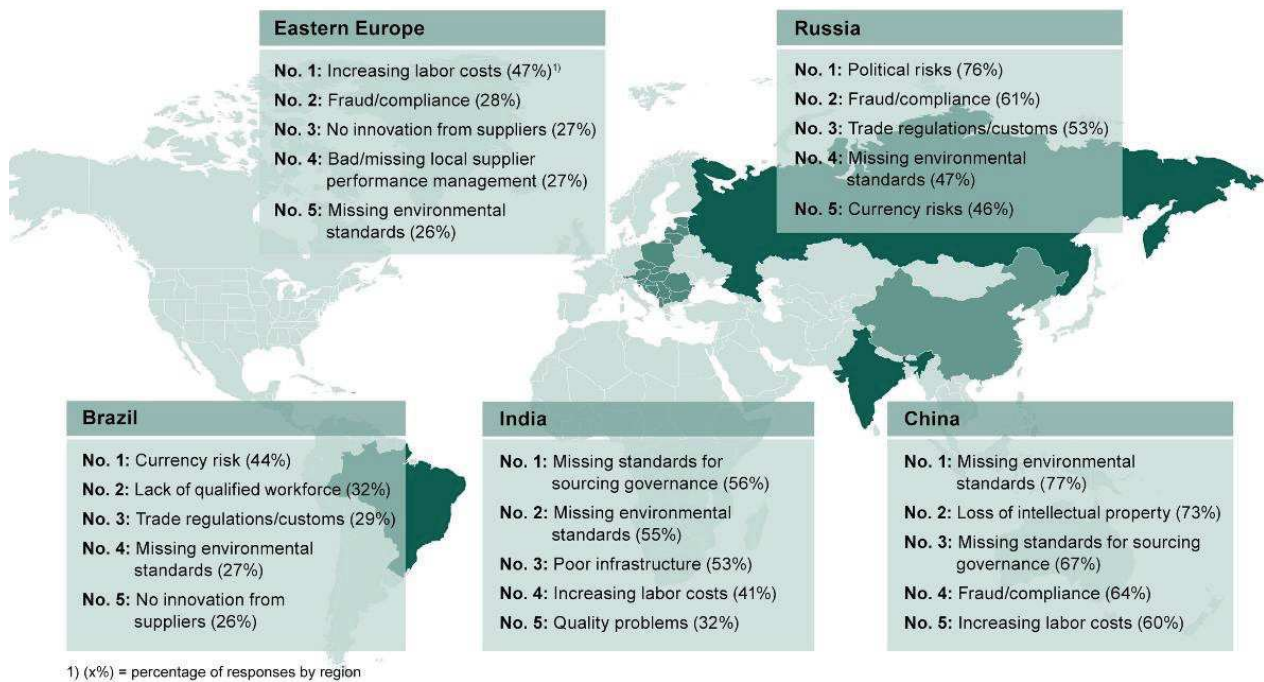 Eastern Europe
No. 1: Increasing labor costs (47%)1)
No. 2: Fraud/compliance (28%)
No. 3: No innovation from suppliers (27%)
No. 4: Bad/missing local supplier
performance management (27%)
No. 5: Missing environmental
standards (26%)
Russia
No. 1: Political risks (76%)
No. 2: Fraud/compliance (61%)
No. 3: Trade regulations/customs (53%)
No. 4: Missing environmental
standards (47%)
No. 5: Currency risks (46%)
Brazil
No. 1: Currency risk (44%)
No. 2: Lack of qualified workforce (32%)
No. 3: Trade regulations/customs (29%)
No. 4: Missing environmental
standards (27%)
No. 5: No innovation from
suppliers (26%)
India
No. 1: Missing standards for
sourcing governance (56%)
No. 2: Missing environmental
standards (55%)
No. 3: Poor infrastructure (53%)
No. 4: Increasing labor costs (41%)
No. 5: Quality problems (32%)
China
No. 1: Missing environmental
standards (77%)
No. 2: Loss of intellectual property (73%)
No. 3: Missing standards for sourcing
governance (67%)
No. 4: Fraud/compliance (64%)
No. 5: Increasing labor costs (60%)
1) (x%) = percentage of responses by region